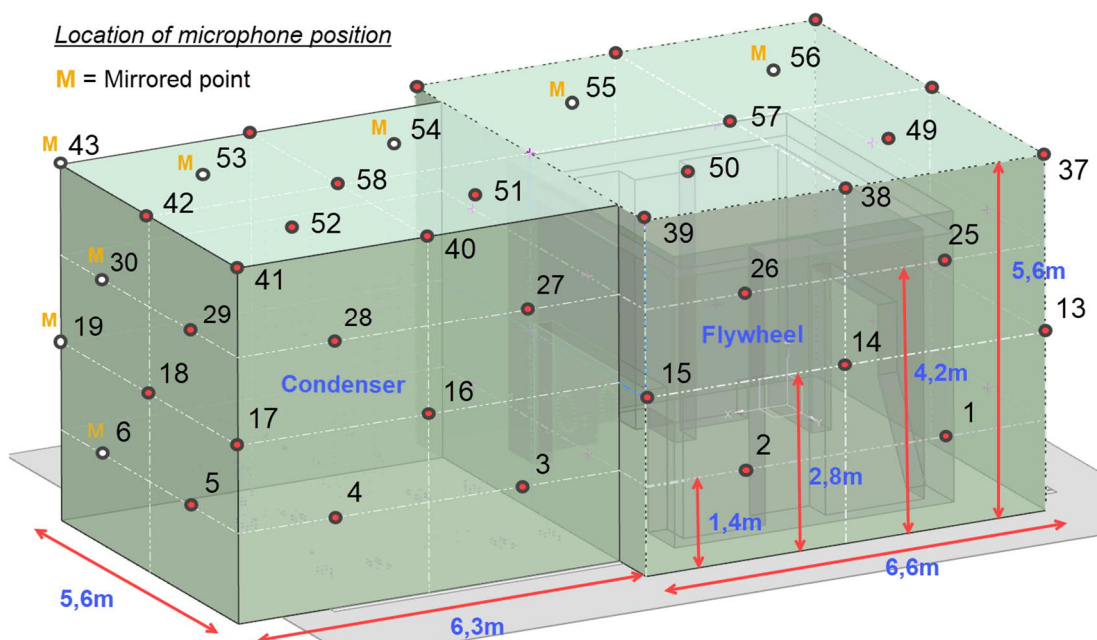 Location of microphone position
M = Mirrored point
M 56
M 55
57
49
37
M 54
M 43
M 53
58
50
38
51
42
52
39
40
25
41
M 30
5,6m
26
27
13
M 19
29
28
Flywheel
14
4,2m
18
Condenser
15
16
17
1
M 6
2
3
2,8m
5
4
1,4m
6,6m
5,6m
6,3m